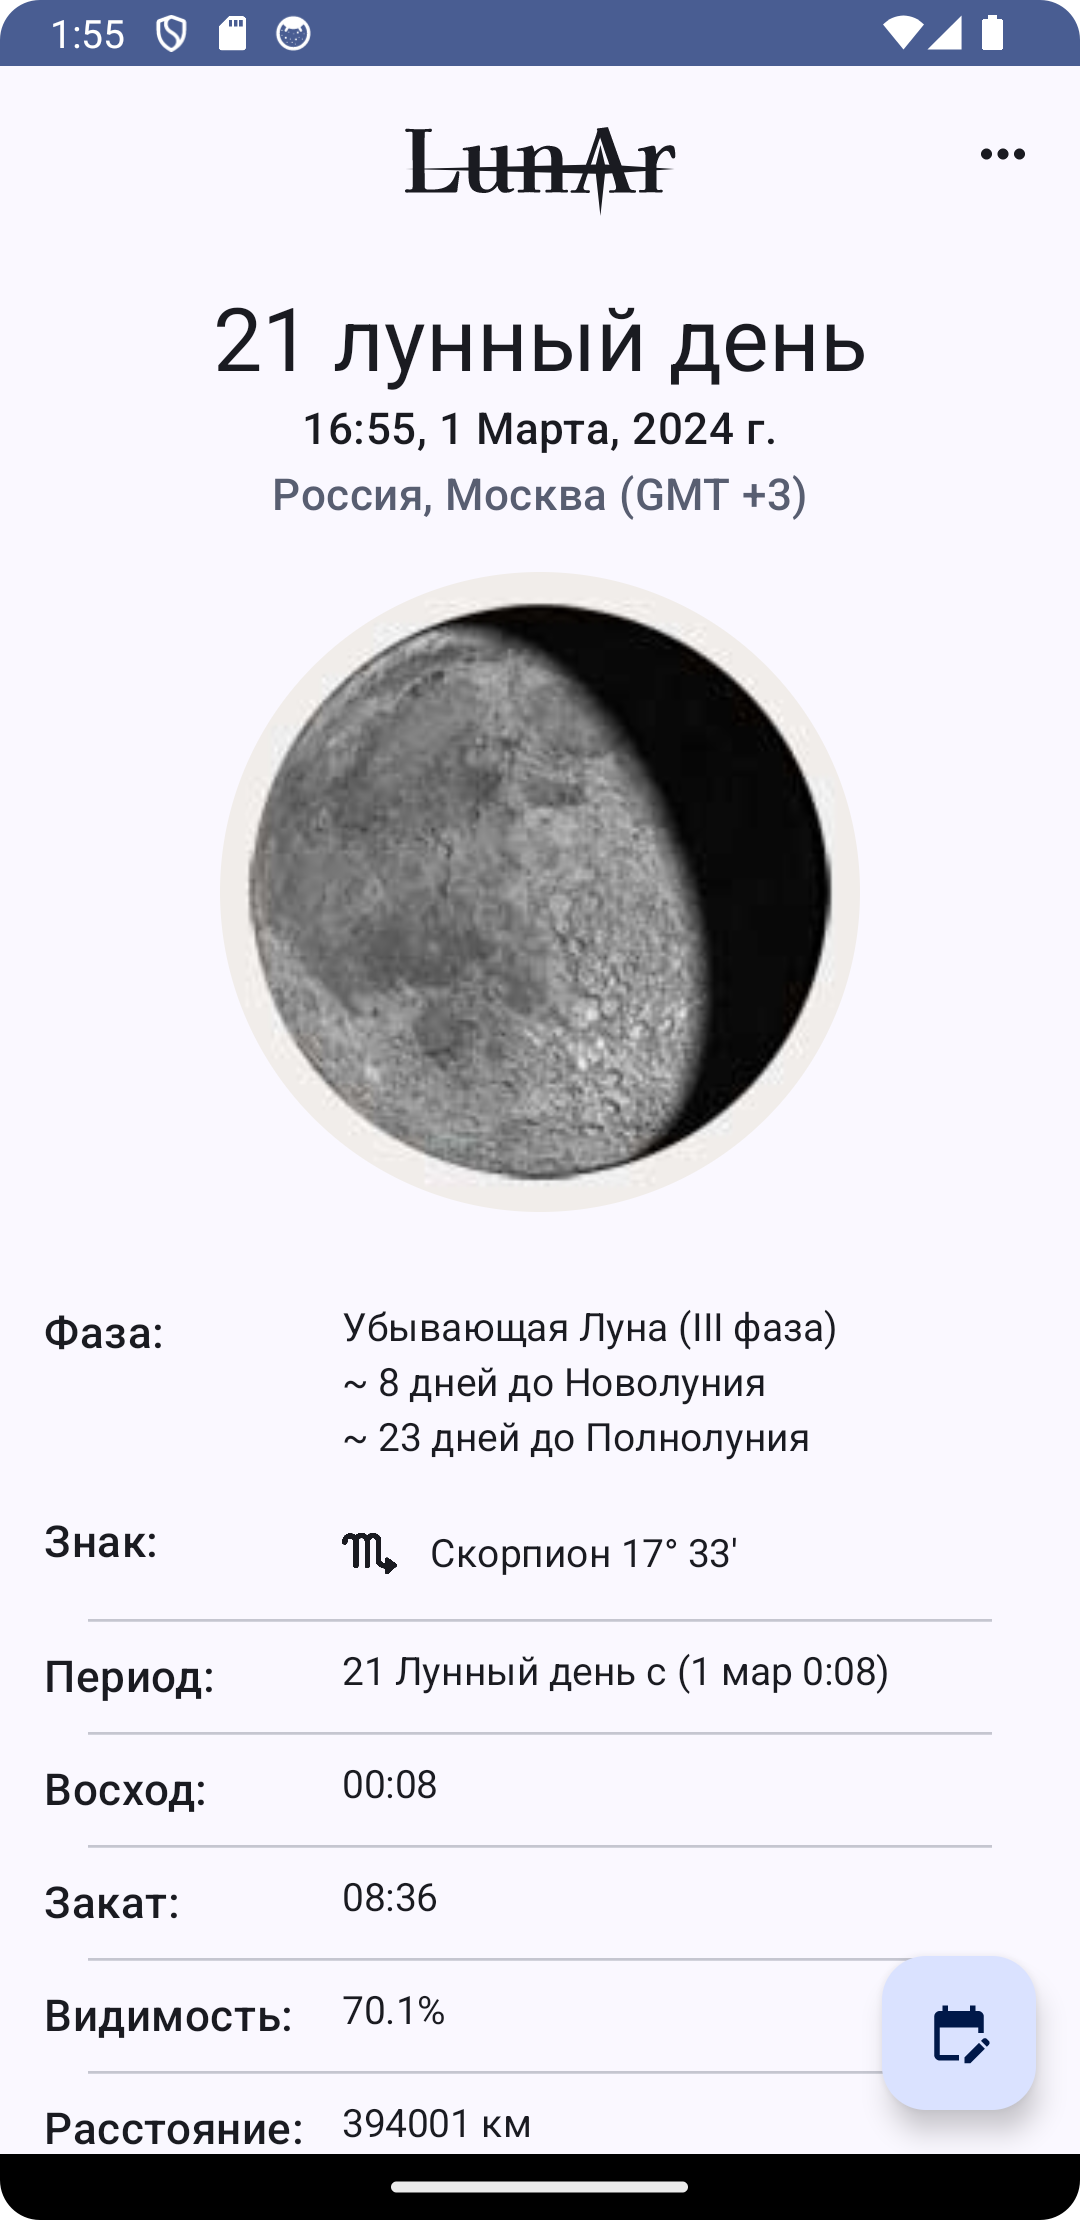 1:55
LunAr
21 лунный день
16:55, 1 Марта, 2024 г.
Россия, Москва (GMT +3)
Фаза: Убывающая Луна (III фаза)
~ 8 дней до Новолуния
~ 23 дней до Полнолуния
Знак: Скорпион 17° 33'
Период: 21 Лунный день с (1 мар 0:08)
Восход: 00:08
Закат: 08:36
Видимость: 70.1%
Расстояние: 394001 км